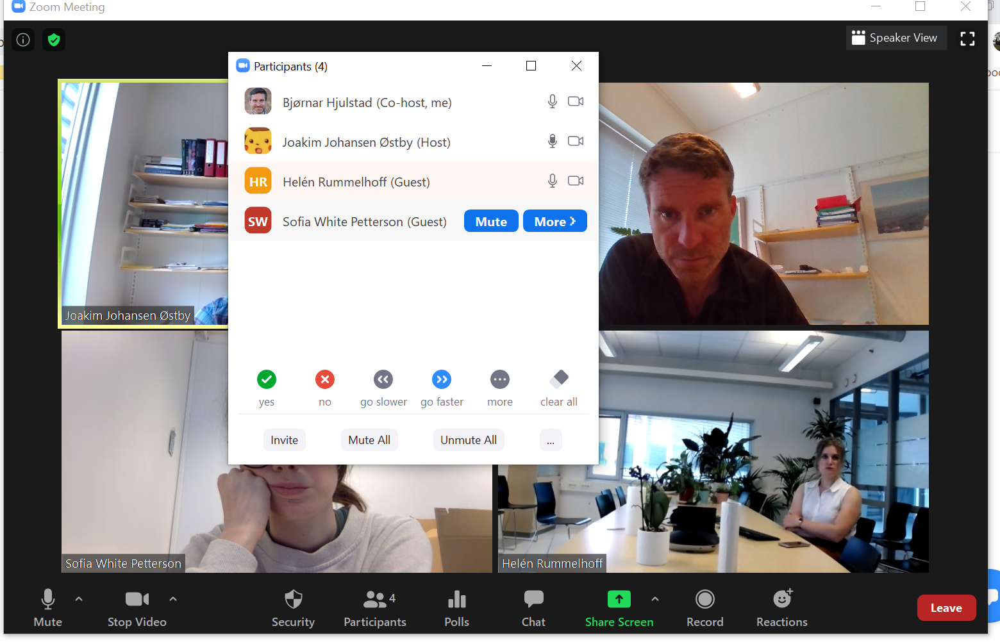 Zoom Meeting
Speaker View
Participants (4)
Bjørnar Hjulstad (Co-host, me)
Joakim Johansen Østby (Host)
HR Helén Rummelhoff (Guest)
SW Sofia White Petterson (Guest) Mute More
yes no go slower go faster more clear all
Invite Mute All Unmute All ...
Joakim Johansen Østby
Sofia White Petterson
Helén Rummelhoff
4
Mute Stop Video Security Participants Polls Chat Share Screen Record Reactions Leave